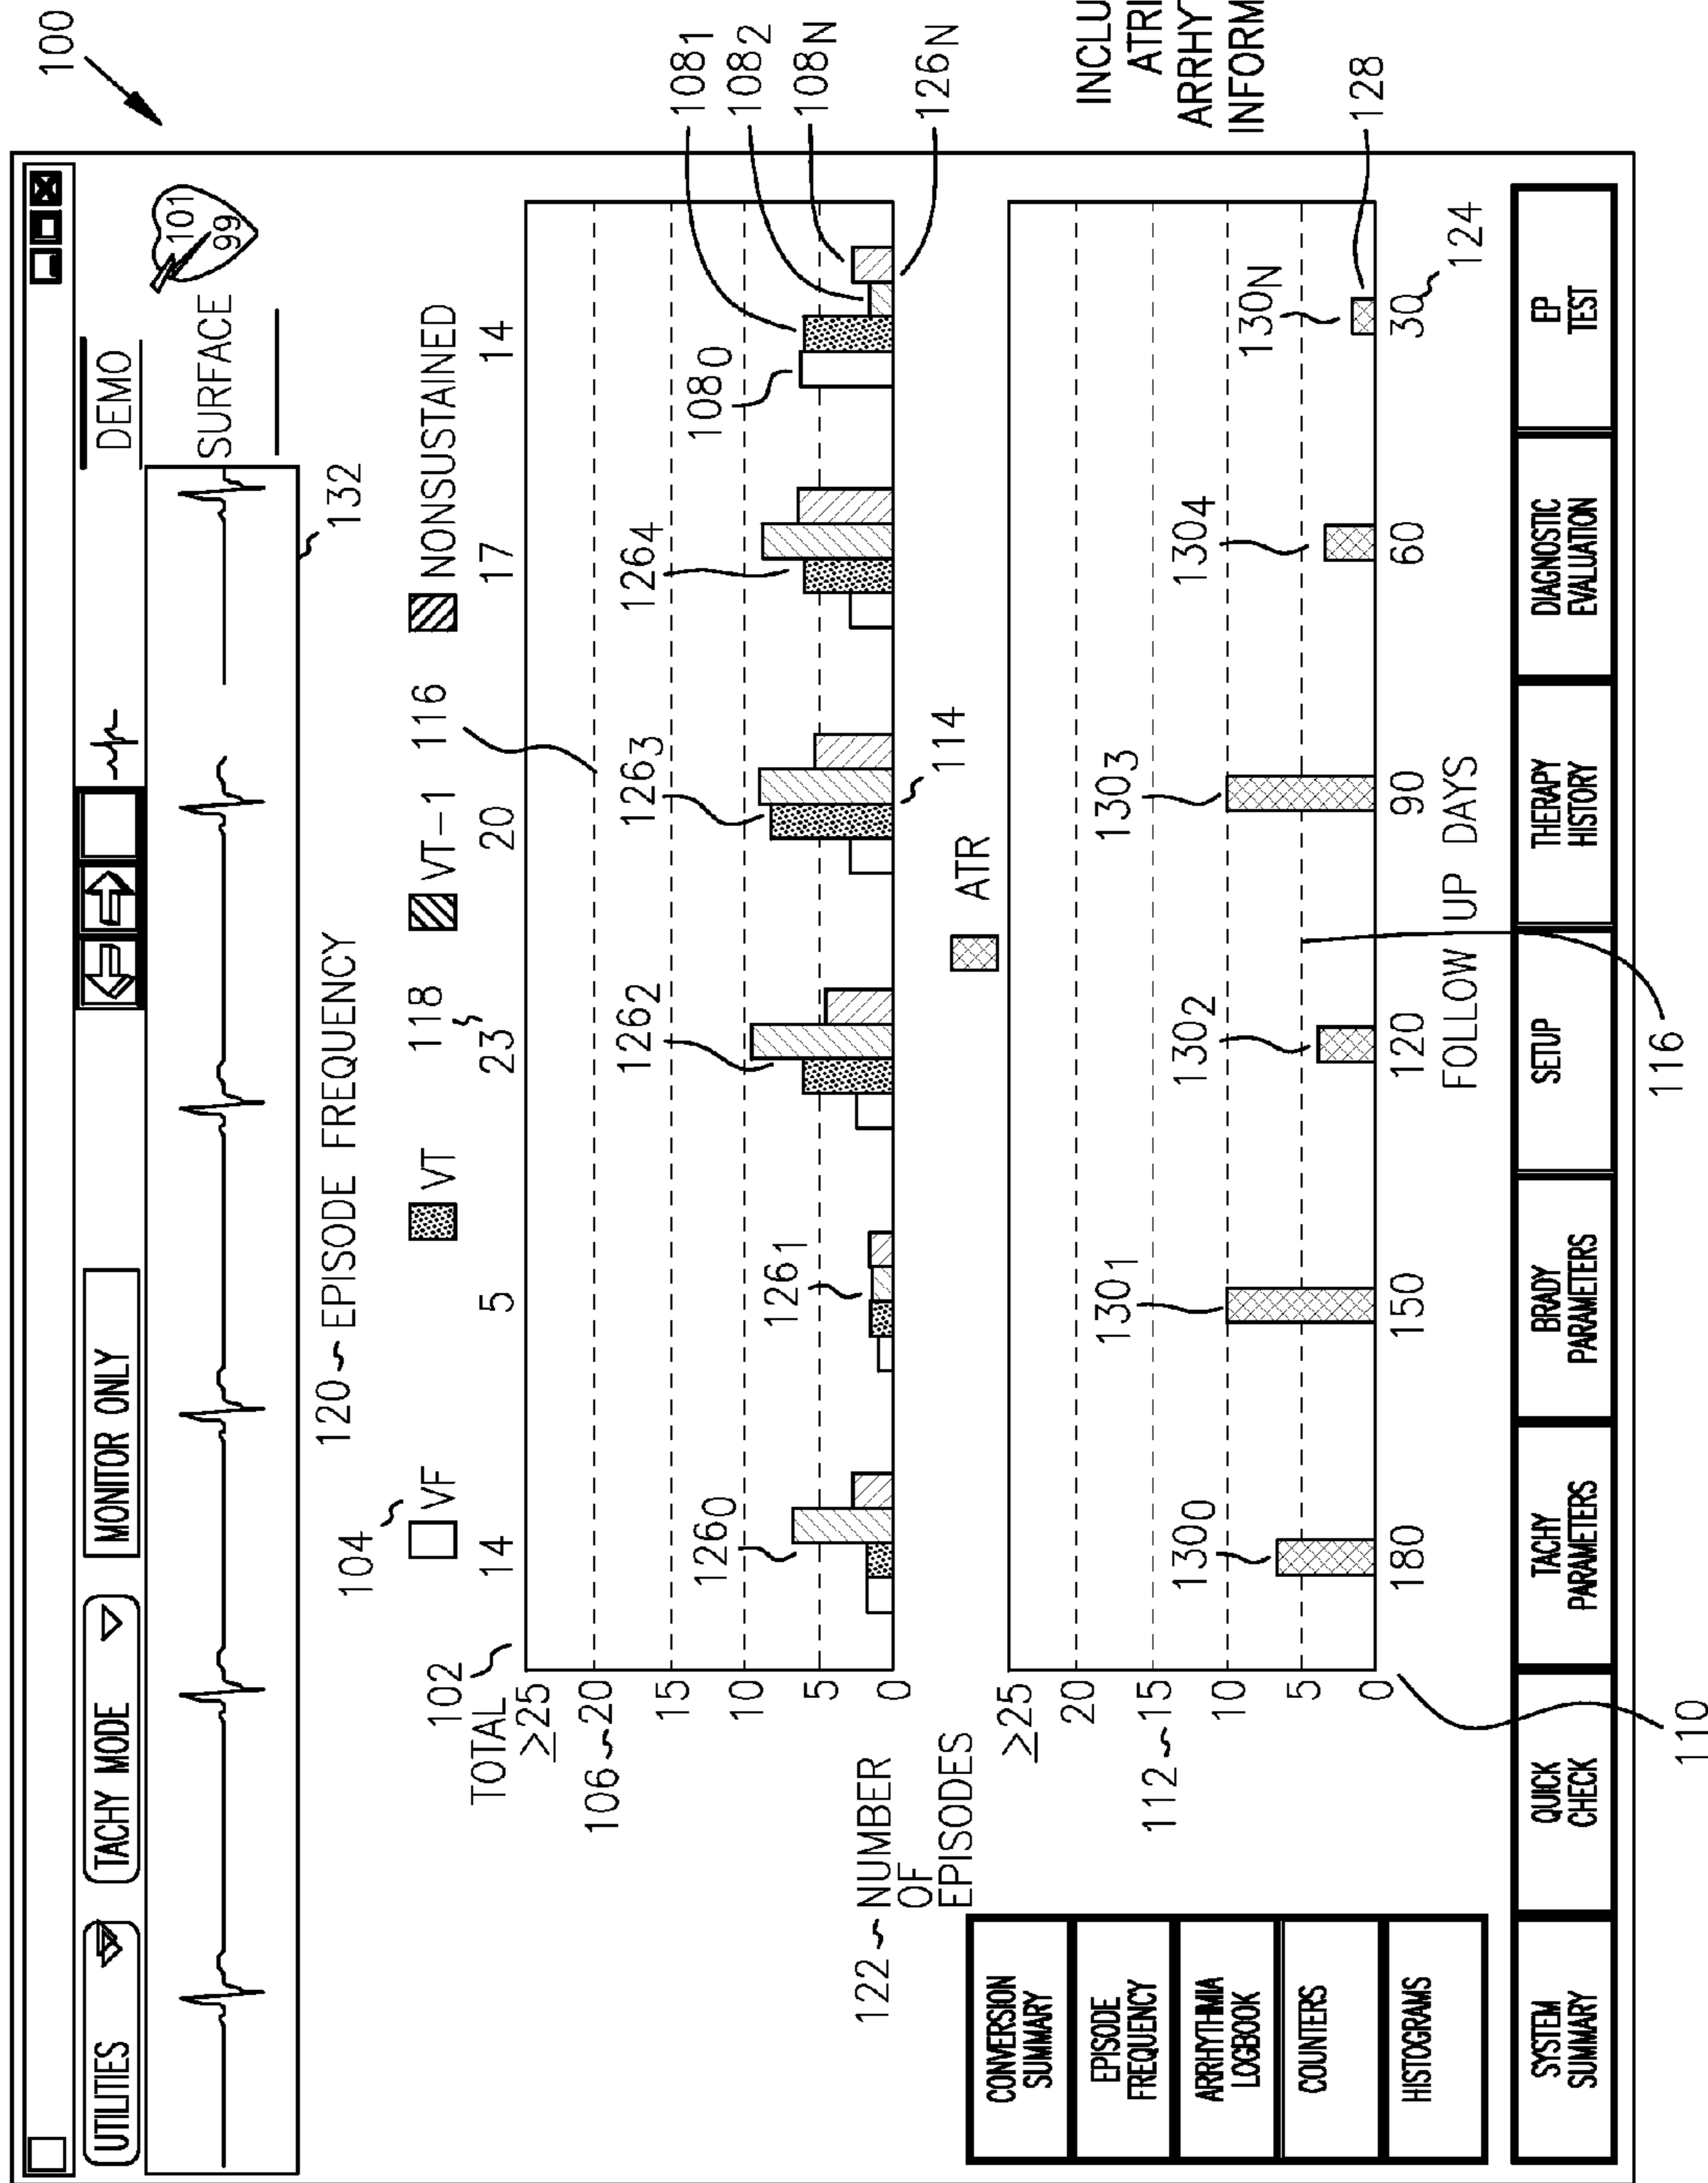 100
UTILITIES
TACHY MODE
MONITOR ONLY
DEMO
SURFACE
101
99
132
120 EPISODE FREQUENCY
104
VF
VT
118
VT-1
116
NONSUSTAINED
102
TOTAL
14
5
23
20
17
14
≥25
106 20
15
10
5
0
126₀
126₁
126₂
126₃
126₄
108₀
108₁
108₂
108N
126N
114
122 NUMBER
OF
EPISODES
ATR
≥25
20
112 15
10
5
0
130₀
130₁
130₂
130₃
130₄
130N
128
180
150
120
90
60
30
124
FOLLOW UP DAYS
110
116
INCLU
ATRI
ARRHY
INFORM
CONVERSION
SUMMARY
EPISODE
FREQUENCY
ARRHYTHMIA
LOGBOOK
COUNTERS
HISTOGRAMS
SYSTEM
SUMMARY
QUICK
CHECK
TACHY
PARAMETERS
BRADY
PARAMETERS
SETUP
THERAPY
HISTORY
DIAGNOSTIC
EVALUATION
EP
TEST